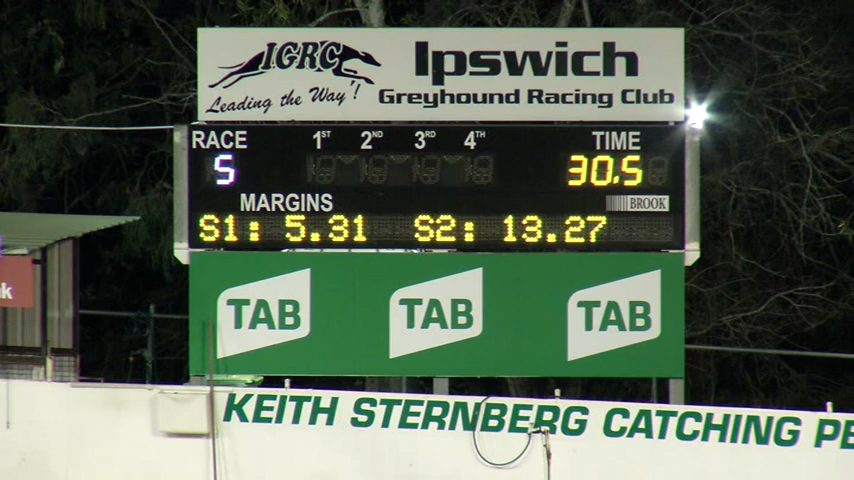 IGRC
Leading the Way!
Ipswich
Greyhound Racing Club
RACE 1ST 2ND 3RD 4TH TIME
5 30.5
MARGINS BROOK
S1: 5.31 S2: 13.27
TAB TAB TAB
KEITH STERNBERG CATCHING